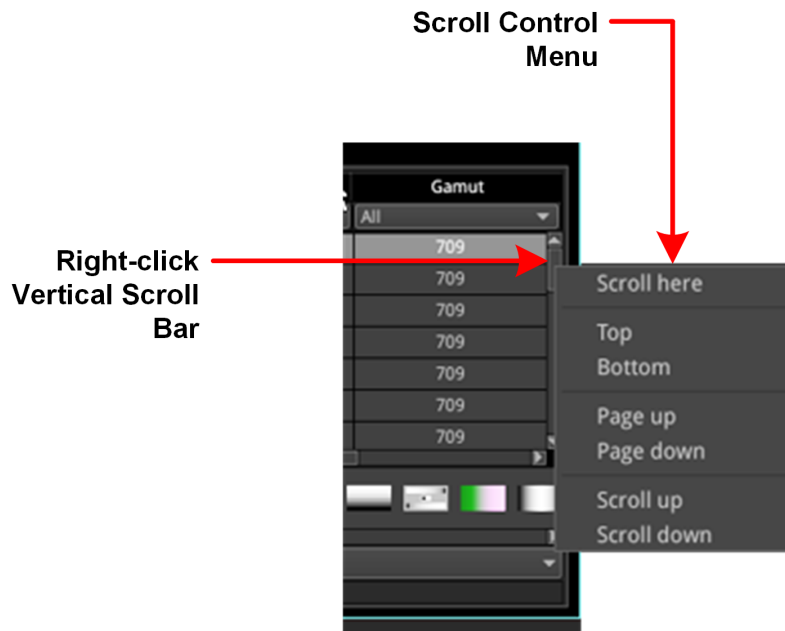 Scroll Control
Menu
Gamut
All
709
709
709
709
709
709
709
Right-click
Vertical Scroll
Bar
Scroll here
Top
Bottom
Page up
Page down
Scroll up
Scroll down